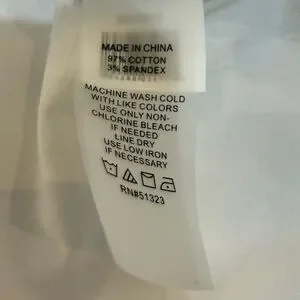 MADE IN CHINA
97% COTTON
3% SPANDEX
MACHINE WASH COLD
WITH LIKE COLORS
USE ONLY NON-
CHLORINE BLEACH
IF NEEDED
LINE DRY
USE LOW IRON
IF NECESSARY
RN#51323